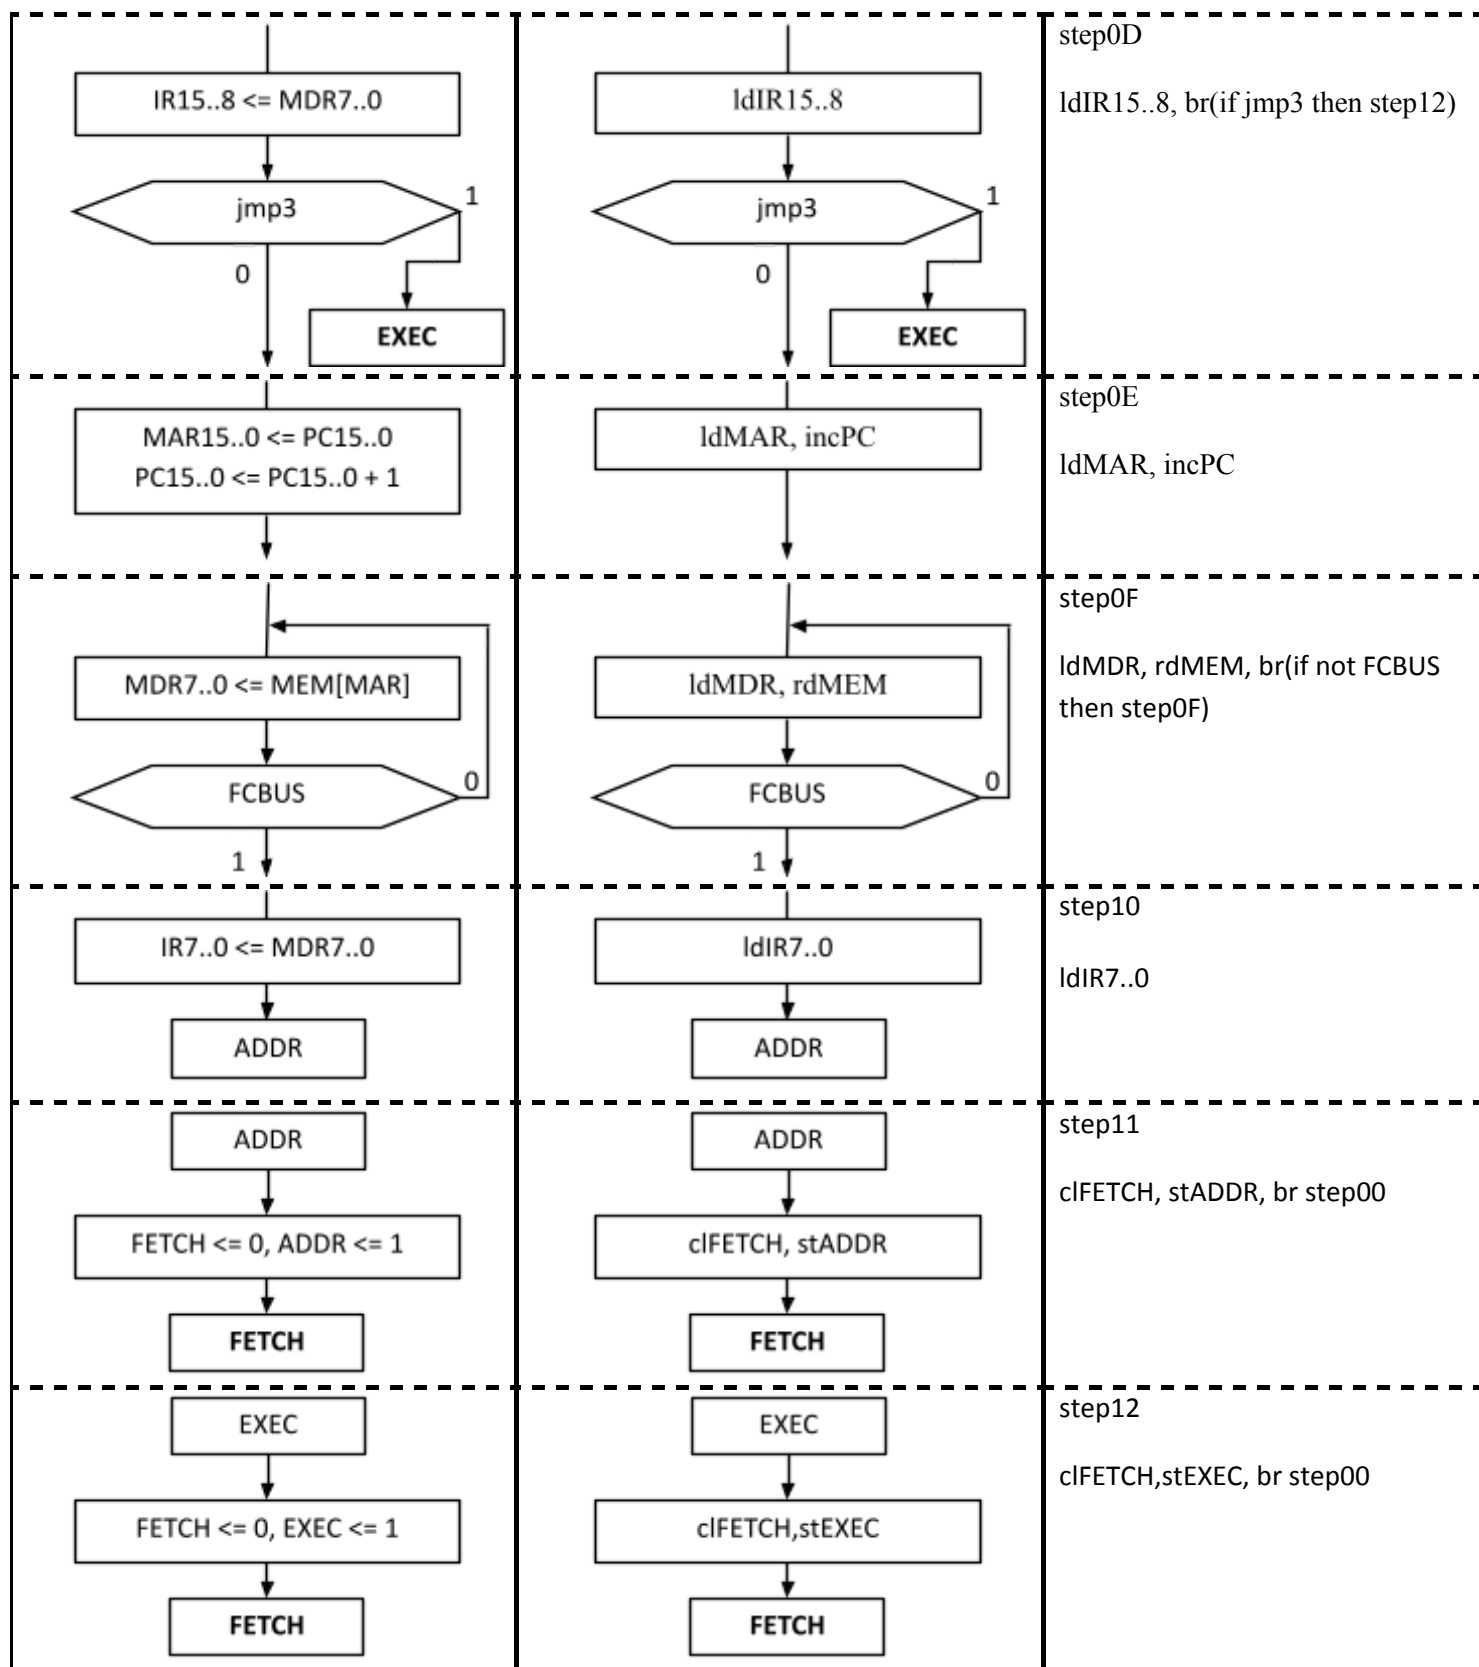 IR15..8 <= MDR7..0
jmp3
1
0
EXEC
ldIR15..8
jmp3
1
0
EXEC
step0D
ldIR15..8, br(if jmp3 then step12)
MAR15..0 <= PC15..0
PC15..0 <= PC15..0 + 1
ldMAR, incPC
step0E
ldMAR, incPC
MDR7..0 <= MEM[MAR]
FCBUS
0
1
ldMDR, rdMEM
FCBUS
0
1
step0F
ldMDR, rdMEM, br(if not FCBUS
then step0F)
IR7..0 <= MDR7..0
ADDR
ldIR7..0
ADDR
step10
ldIR7..0
ADDR
FETCH <= 0, ADDR <= 1
FETCH
ADDR
clFETCH, stADDR
FETCH
step11
clFETCH, stADDR, br step00
EXEC
FETCH <= 0, EXEC <= 1
FETCH
EXEC
clFETCH,stEXEC
FETCH
step12
clFETCH,stEXEC, br step00